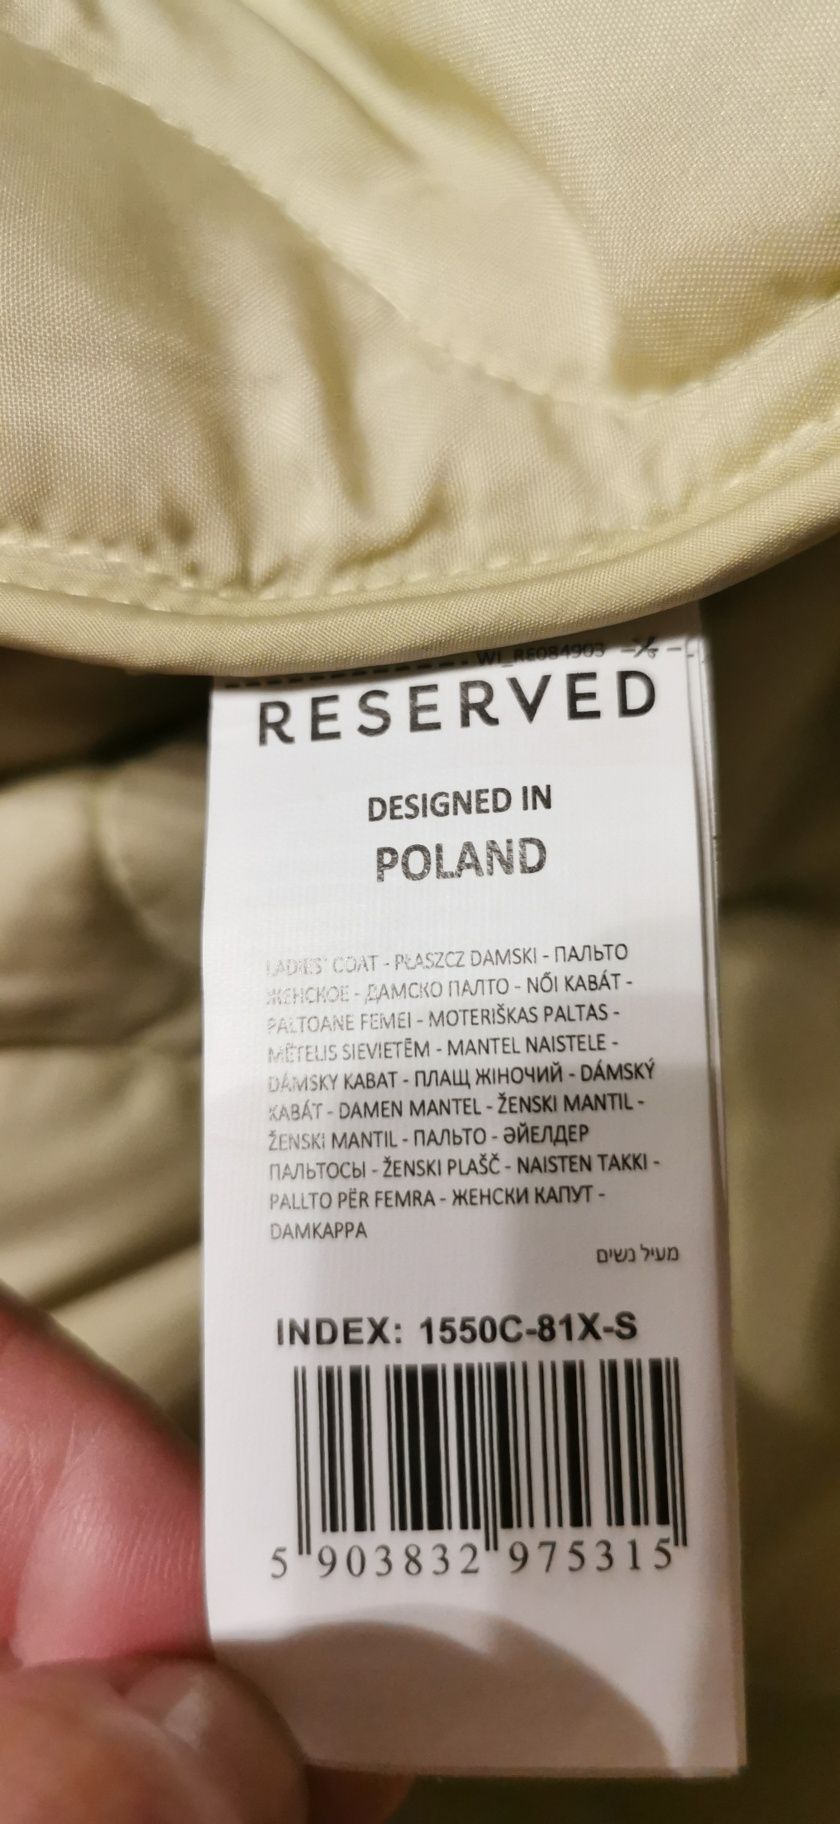 WI_RE084903
RESERVED
DESIGNED IN
POLAND
LADIES' COAT - PŁASZCZ DAMSKI - ПАЛЬТО
ЖЕНСКОЕ - ДАМСКО ПАЛТО - NŐI KABÁT -
PALTOANE FEMEI - MOTERIŠKAS PALTAS -
MĒTELIS SIEVIETĒM - MANTEL NAISTELE -
DÁMSKY KABAT - ПЛАЩ ЖІНОЧИЙ - DÁMSKÝ
KABÁT - DAMEN MANTEL - ŽENSKI MANTIL -
ŽENSKI MANTIL - ПАЛЬТО - ӘЙЕЛДЕР
ПАЛЬТОСЫ - ŽENSKI PLAŠČ - NAISTEN TAKKI -
PALLTO PËR FEMRA - ЖЕНСКИ КАПУТ -
DAMKAPPA
מעיל נשים
INDEX: 1550C-81X-S
5 903832 975315